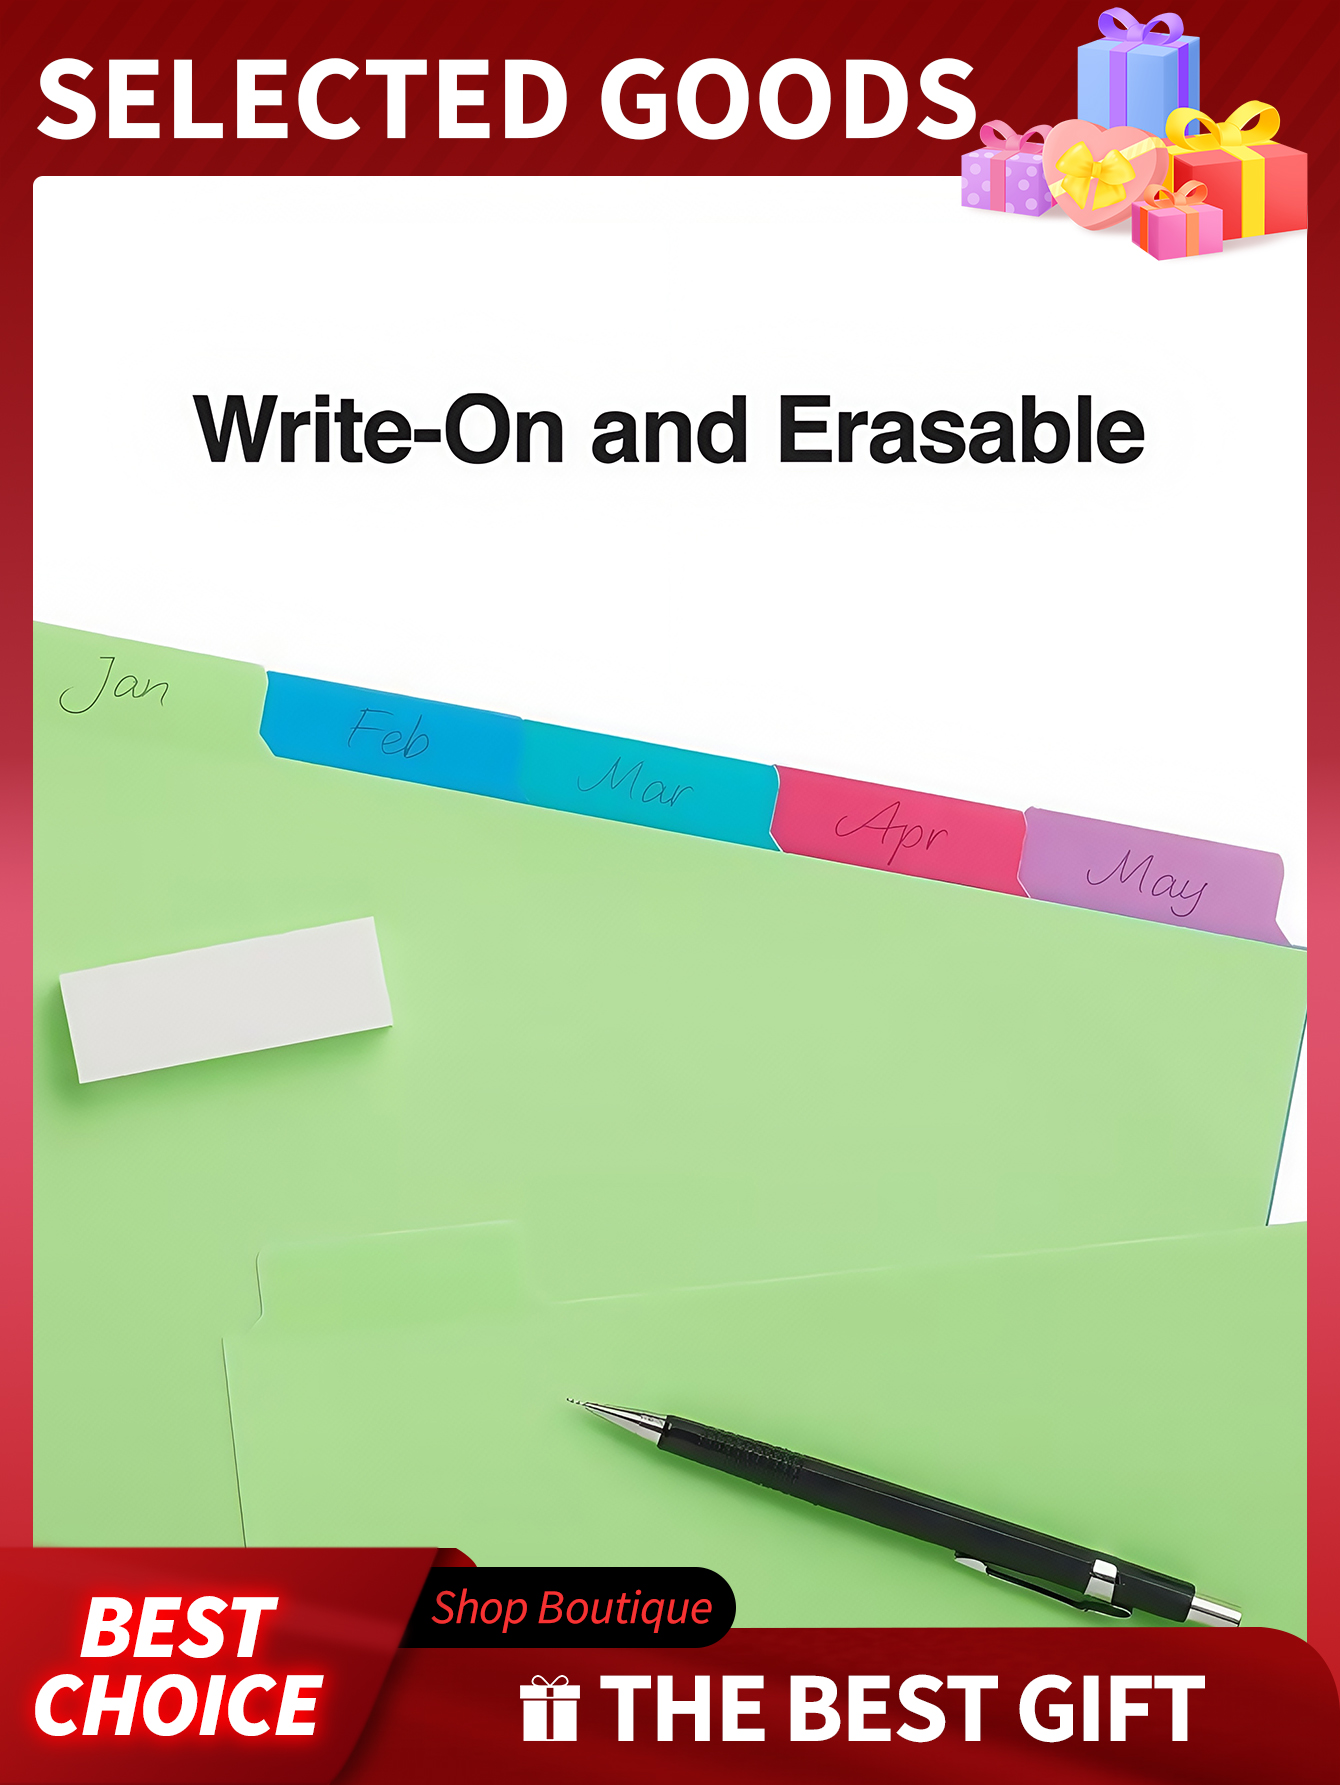 SELECTED GOODS
Write-On and Erasable
Jan
Feb
Mar
Apr
May
BEST
CHOICE
Shop Boutique
THE BEST GIFT